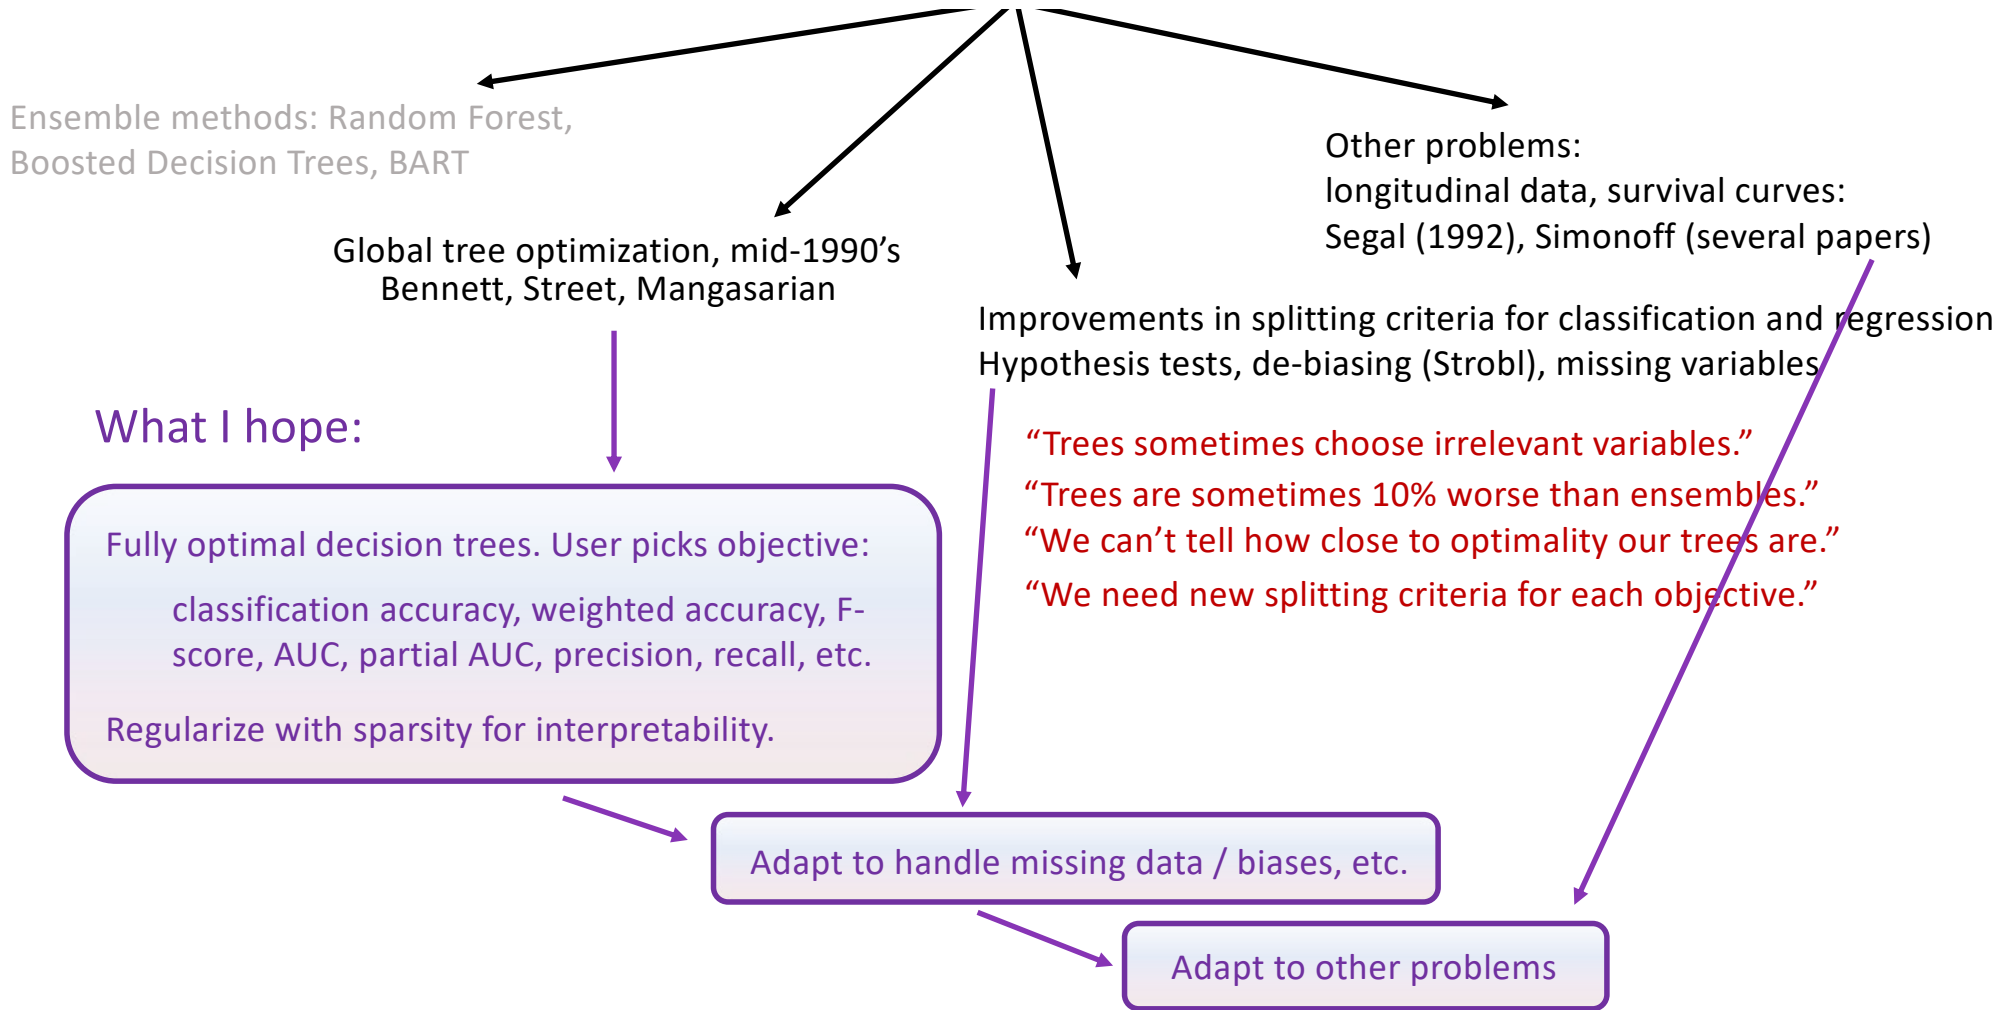 Ensemble methods: Random Forest,
Boosted Decision Trees, BART
Other problems:
longitudinal data, survival curves:
Segal (1992), Simonoff (several papers)
Global tree optimization, mid-1990’s
Bennett, Street, Mangasarian
Improvements in splitting criteria for classification and regression
Hypothesis tests, de-biasing (Strobl), missing variables
What I hope:
“Trees sometimes choose irrelevant variables.”
“Trees are sometimes 10% worse than ensembles.”
“We can’t tell how close to optimality our trees are.”
“We need new splitting criteria for each objective.”
Fully optimal decision trees. User picks objective:
classification accuracy, weighted accuracy, F-
score, AUC, partial AUC, precision, recall, etc.
Regularize with sparsity for interpretability.
Adapt to handle missing data / biases, etc.
Adapt to other problems